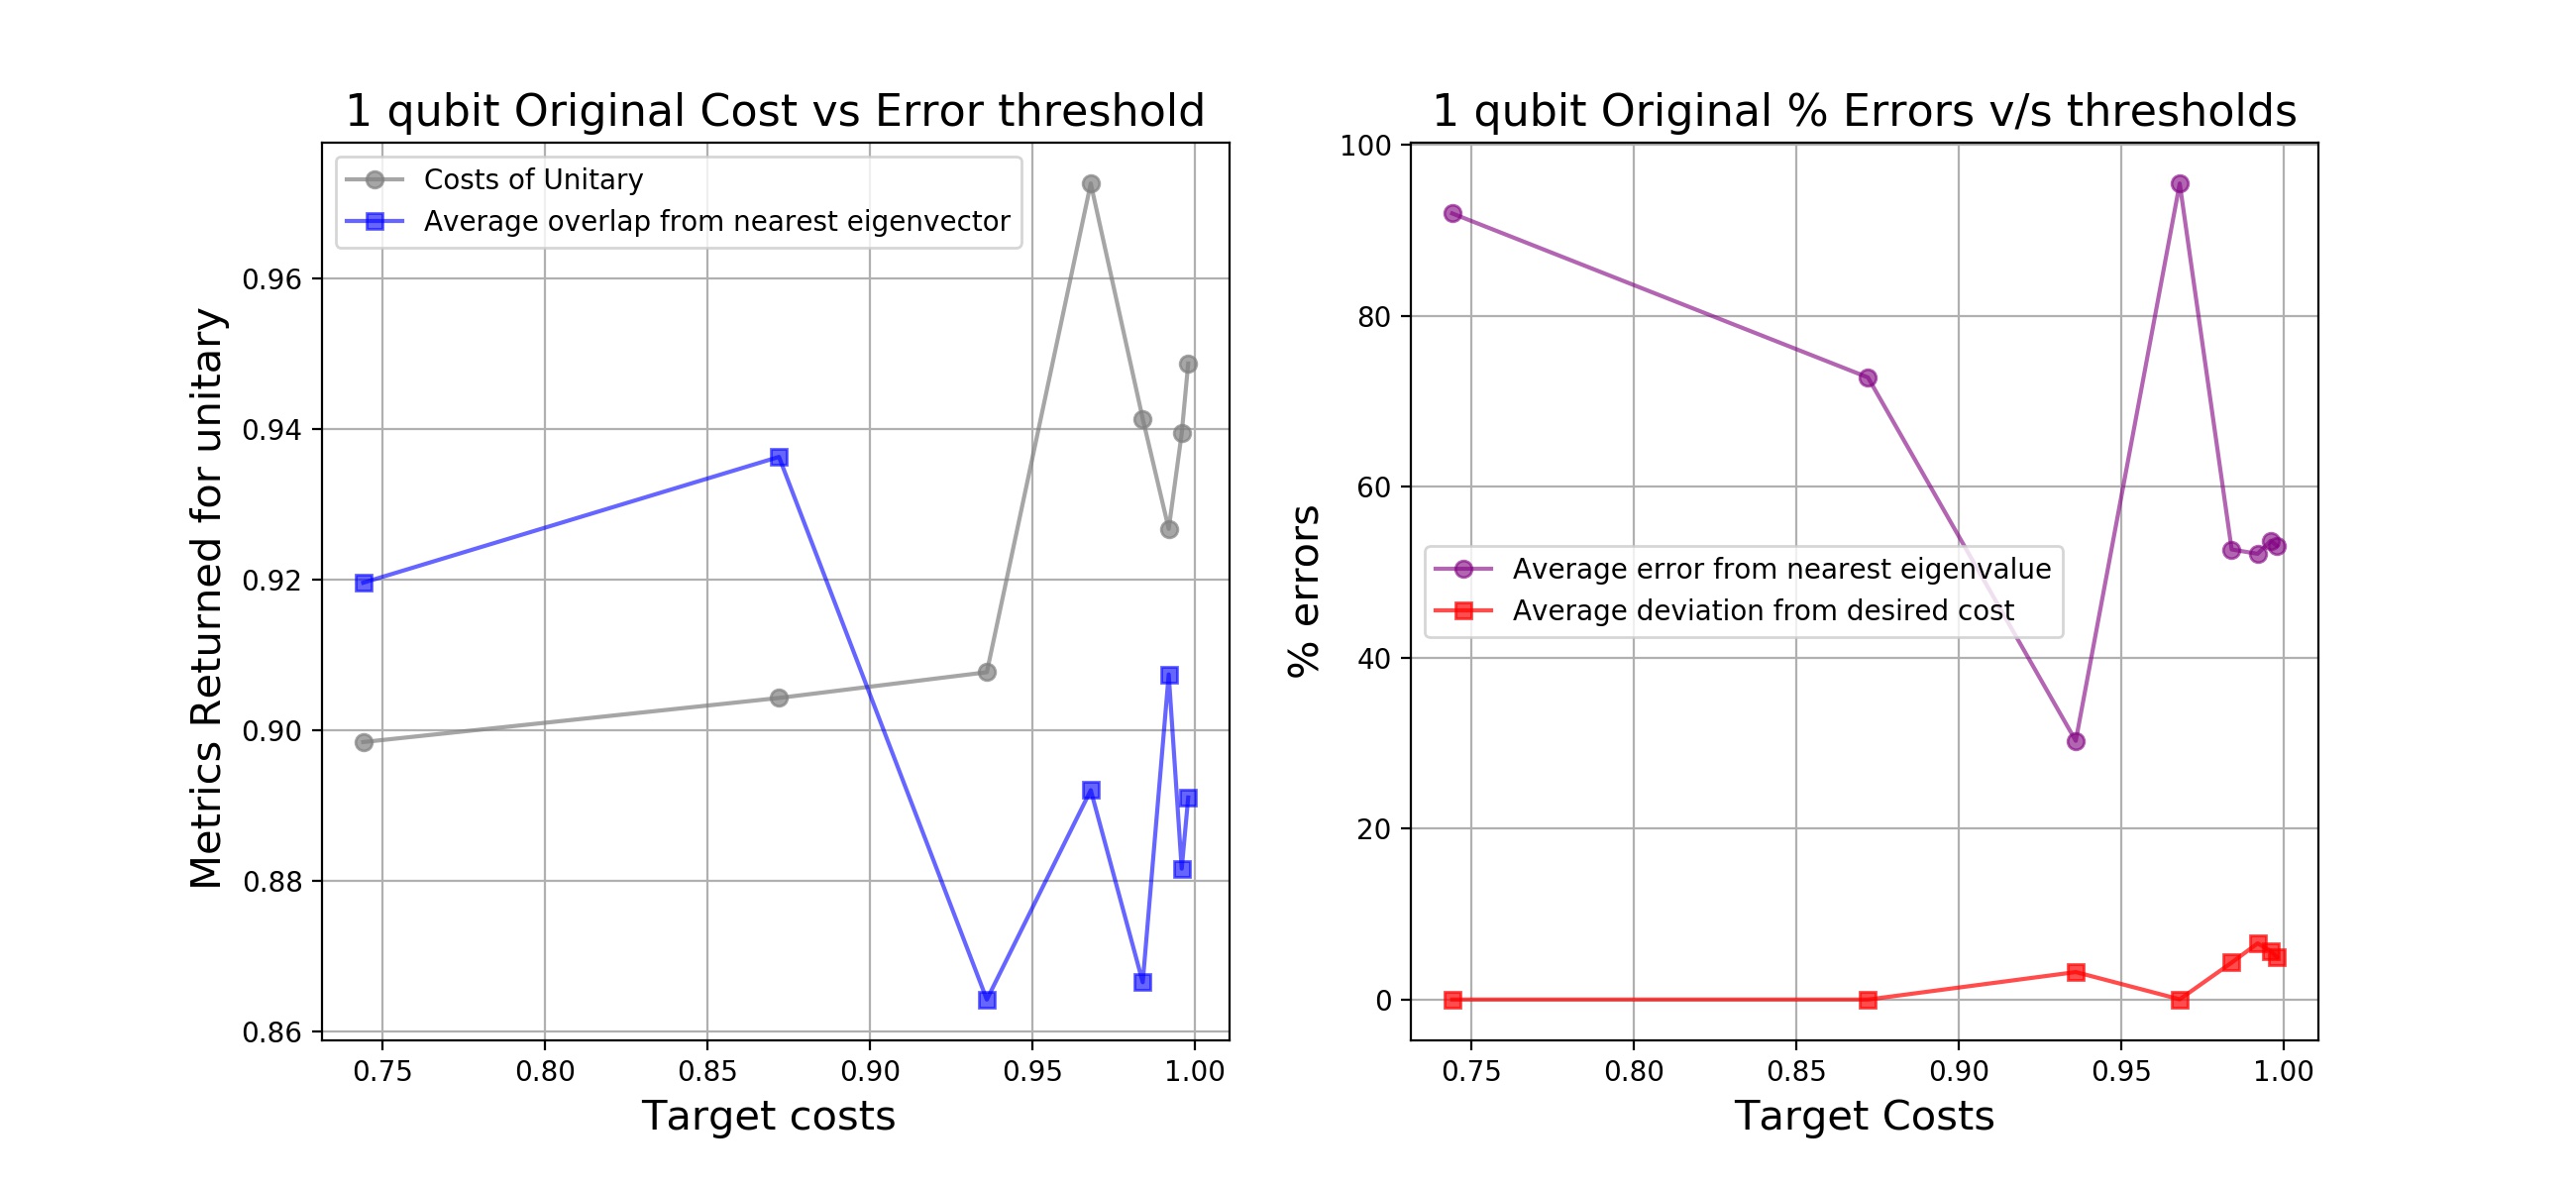 1 qubit Original Cost vs Error threshold
Costs of Unitary
Average overlap from nearest eigenvector
Metrics Returned for unitary
0.96
0.94
0.92
0.90
0.88
0.86
0.75 0.80 0.85 0.90 0.95 1.00
Target costs
1 qubit Original % Errors v/s thresholds
Average error from nearest eigenvalue
Average deviation from desired cost
% errors
100
80
60
40
20
0
0.75 0.80 0.85 0.90 0.95 1.00
Target Costs